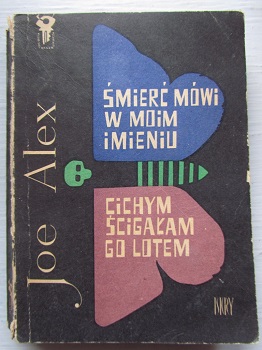 Joe Alex
ŚMIERĆ MÓWI
W MOIM
IMIENIU
CICHYM
ŚCIGAŁAM
GO LOTEM
ISKRY